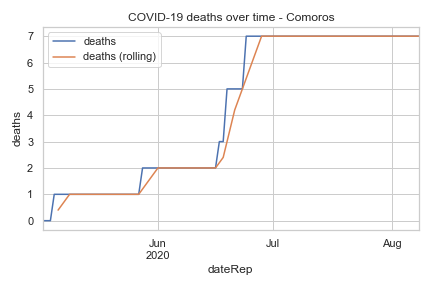 COVID-19 deaths over time - Comoros
deaths
deaths (rolling)
deaths
7
6
5
4
3
2
1
0
Jun
2020
Jul
Aug
dateRep